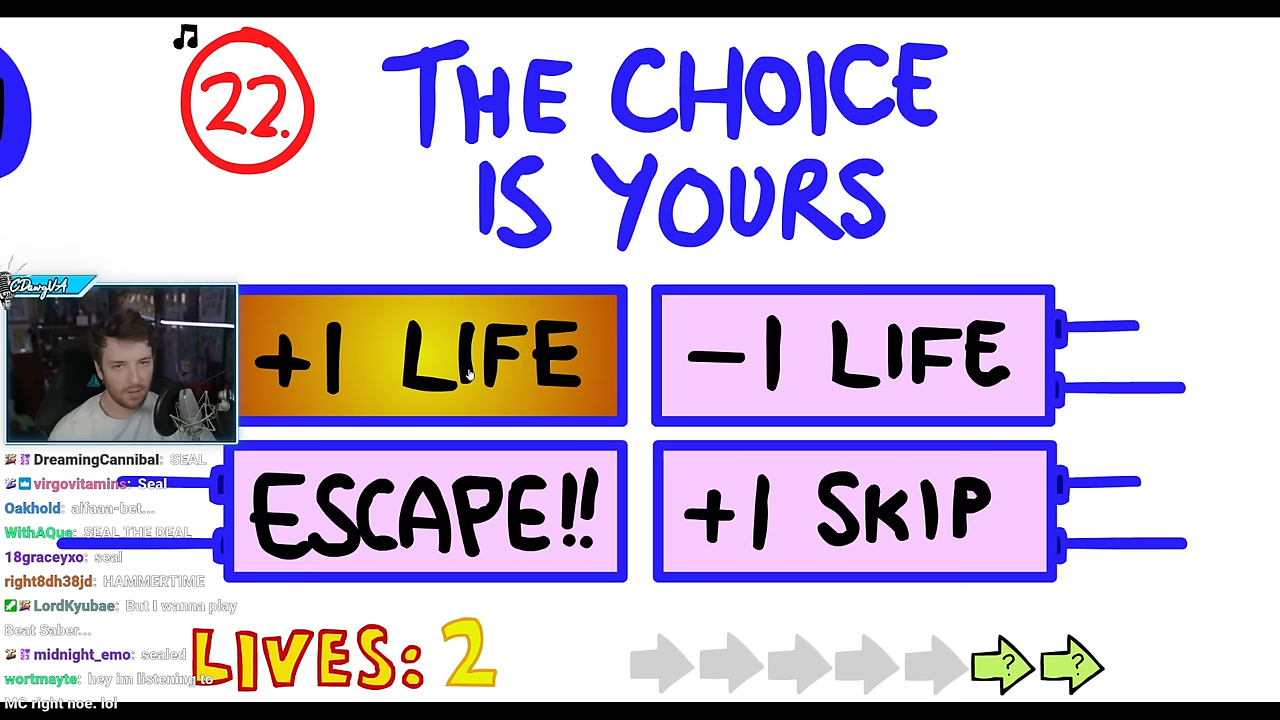 22.
THE CHOICE
IS YOURS
CDawgVA
+1 LIFE
-1 LIFE
ESCAPE!!
+1 SKIP
DreamingCannibal: SEAL
virgovitamins: Seal
Oakhold: alfaaa-bet...
WithAQue: SEAL THE DEAL
18graceyxo: seal
right8dh38jd: HAMMERTIME
LordKyubae: But I wanna play
Beat Saber...
midnight_emo: sealed
wortmayte: hey im listening to
MC right noe. lol
LIVES: 2
? ?